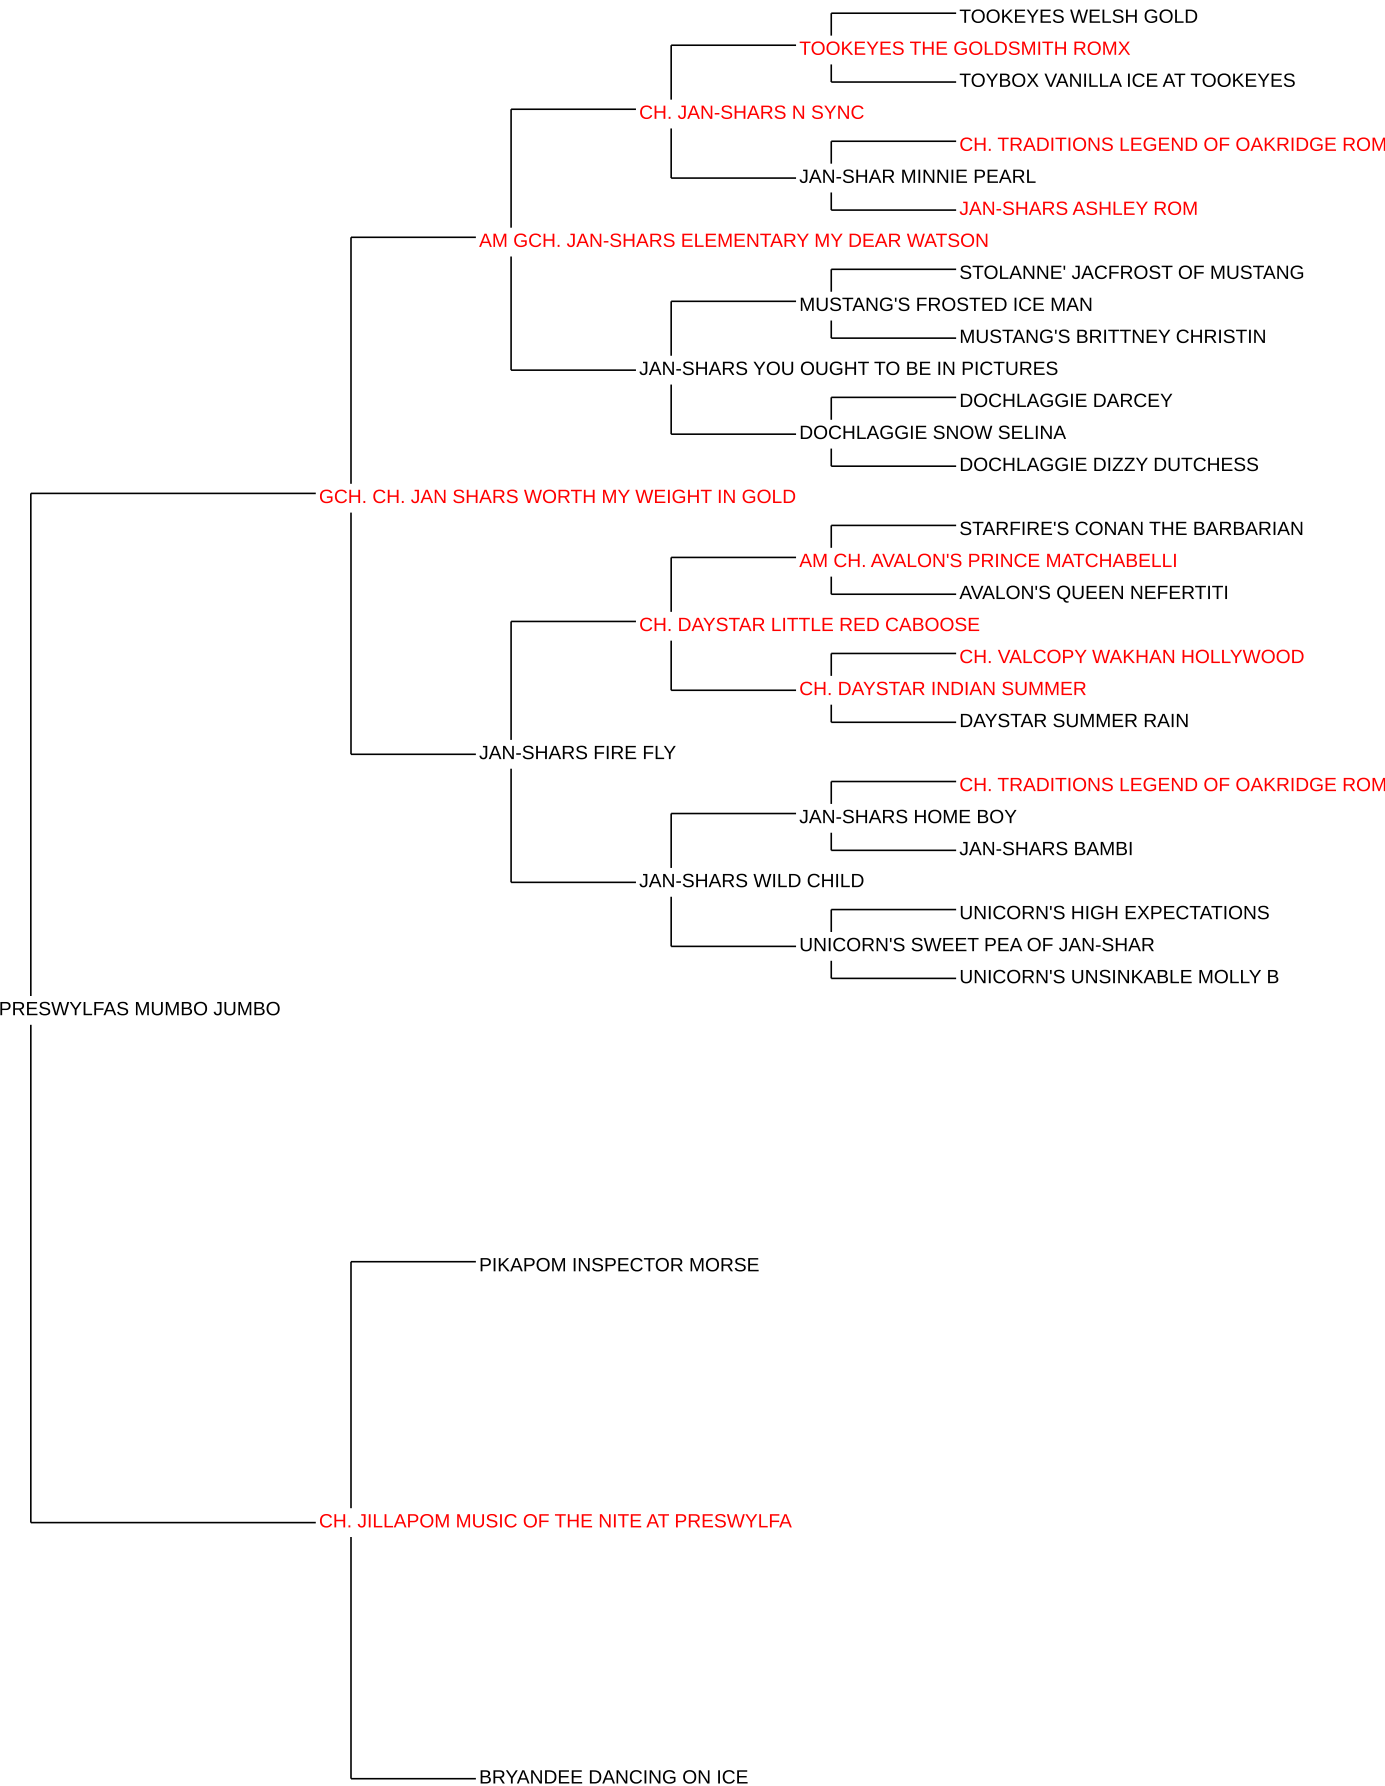 TOOKEYES WELSH GOLD
TOOKEYES THE GOLDSMITH ROMX
TOYBOX VANILLA ICE AT TOOKEYES
CH. JAN-SHARS N SYNC
CH. TRADITIONS LEGEND OF OAKRIDGE ROM
JAN-SHAR MINNIE PEARL
JAN-SHARS ASHLEY ROM
AM GCH. JAN-SHARS ELEMENTARY MY DEAR WATSON
STOLANNE' JACFROST OF MUSTANG
MUSTANG'S FROSTED ICE MAN
MUSTANG'S BRITTNEY CHRISTIN
JAN-SHARS YOU OUGHT TO BE IN PICTURES
DOCHLAGGIE DARCEY
DOCHLAGGIE SNOW SELINA
DOCHLAGGIE DIZZY DUTCHESS
GCH. CH. JAN SHARS WORTH MY WEIGHT IN GOLD
STARFIRE'S CONAN THE BARBARIAN
AM CH. AVALON'S PRINCE MATCHABELLI
AVALON'S QUEEN NEFERTITI
CH. DAYSTAR LITTLE RED CABOOSE
CH. VALCOPY WAKHAN HOLLYWOOD
CH. DAYSTAR INDIAN SUMMER
DAYSTAR SUMMER RAIN
JAN-SHARS FIRE FLY
CH. TRADITIONS LEGEND OF OAKRIDGE ROM
JAN-SHARS HOME BOY
JAN-SHARS BAMBI
JAN-SHARS WILD CHILD
UNICORN'S HIGH EXPECTATIONS
UNICORN'S SWEET PEA OF JAN-SHAR
UNICORN'S UNSINKABLE MOLLY B
PRESWYLFAS MUMBO JUMBO
PIKAPOM INSPECTOR MORSE
CH. JILLAPOM MUSIC OF THE NITE AT PRESWYLFA
BRYANDEE DANCING ON ICE